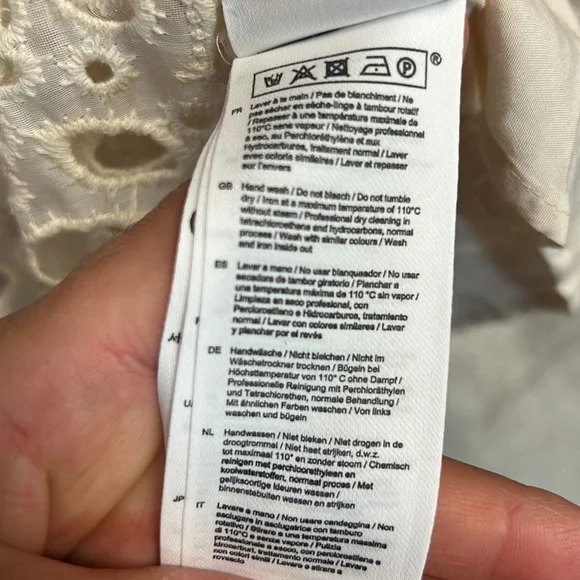 ®
P
FR Laver à la main / Pas de blanchiment / Ne
pas sécher en sèche-linge à tambour rotatif
/ Repasser à une température maximale de
110°C sans vapeur / Nettoyage professionnel
à sec, au Perchloréthylène et aux
Hydrocarbures, traitement normal / Laver
avec coloris similaires / Laver et repasser
sur l'envers
GB Hand wash / Do not bleach / Do not tumble
dry / Iron at a maximum temperature of 110°C
without steam / Professional dry cleaning in
tetrachloroethene and hydrocarbons, normal
process / Wash with similar colours / Wash
and iron inside out
ES Lavar a mano / No usar blanqueador / No usar
secadora de tambor giratorio / Planchar a
una temperatura máxima de 110 °C sin vapor /
Limpieza en seco profesional, con
Percloroetileno e Hidrocarburos, tratamiento
normal / Lavar con colores similares / Lavar
y planchar por el revés
DE Handwäsche / Nicht bleichen / Nicht im
Wäschetrockner trocknen / Bügeln bei
Höchsttemperatur von 110° C ohne Dampf /
Professionelle Reinigung mit Perchloräthylen
und Tetrachlorethen, normale Behandlung /
Mit ähnlichen Farben waschen / Von links
waschen und bügeln
NL Handwassen / Niet bleken / Niet drogen in de
droogtrommel / Niet heet strijken, d.w.z.
tot maximaal 110° en zonder stoom / Chemisch
reinigen met perchloorethyleen en
koolwaterstoffen, normaal proces / Met
gelijksoortige kleuren wassen /
binnenstebuiten wassen en strijken
JP
IT Lavare a mano / Non usare candeggina / Non
asciugare in asciugatrice con tamburo
rotativo / Stirare a una temperatura massima
di 110°C e senza vapore / Pulizia
professionale a secco, con percloroetilene e
idrocarburi, trattamento normale / Lavare e
con colori simili / Lavare e stirare a
rovescio